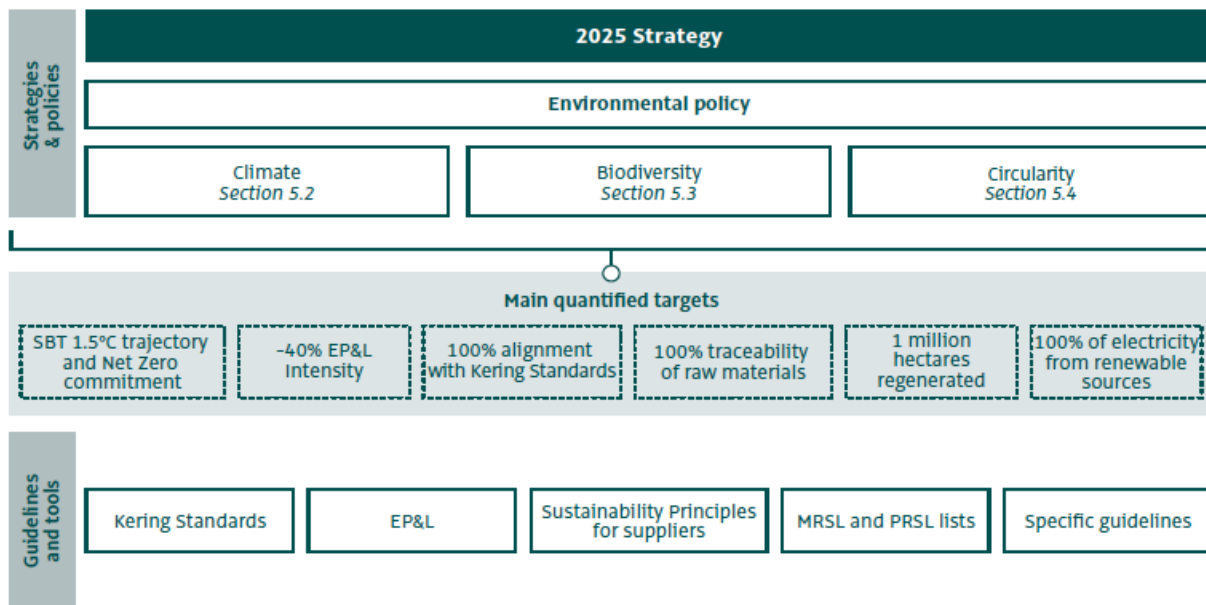 Strategies
& policies
2025 Strategy
Environmental policy
Climate
Section 5.2
Biodiversity
Section 5.3
Circularity
Section 5.4
Main quantified targets
SBT 1.5°C trajectory
and Net Zero
commitment
-40% EP&L
Intensity
100% alignment
with Kering Standards
100% traceability
of raw materials
1 million
hectares
regenerated
100% of electricity
from renewable
sources
Guidelines
and tools
Kering Standards
EP&L
Sustainability Principles
for suppliers
MRSL and PRSL lists
Specific guidelines